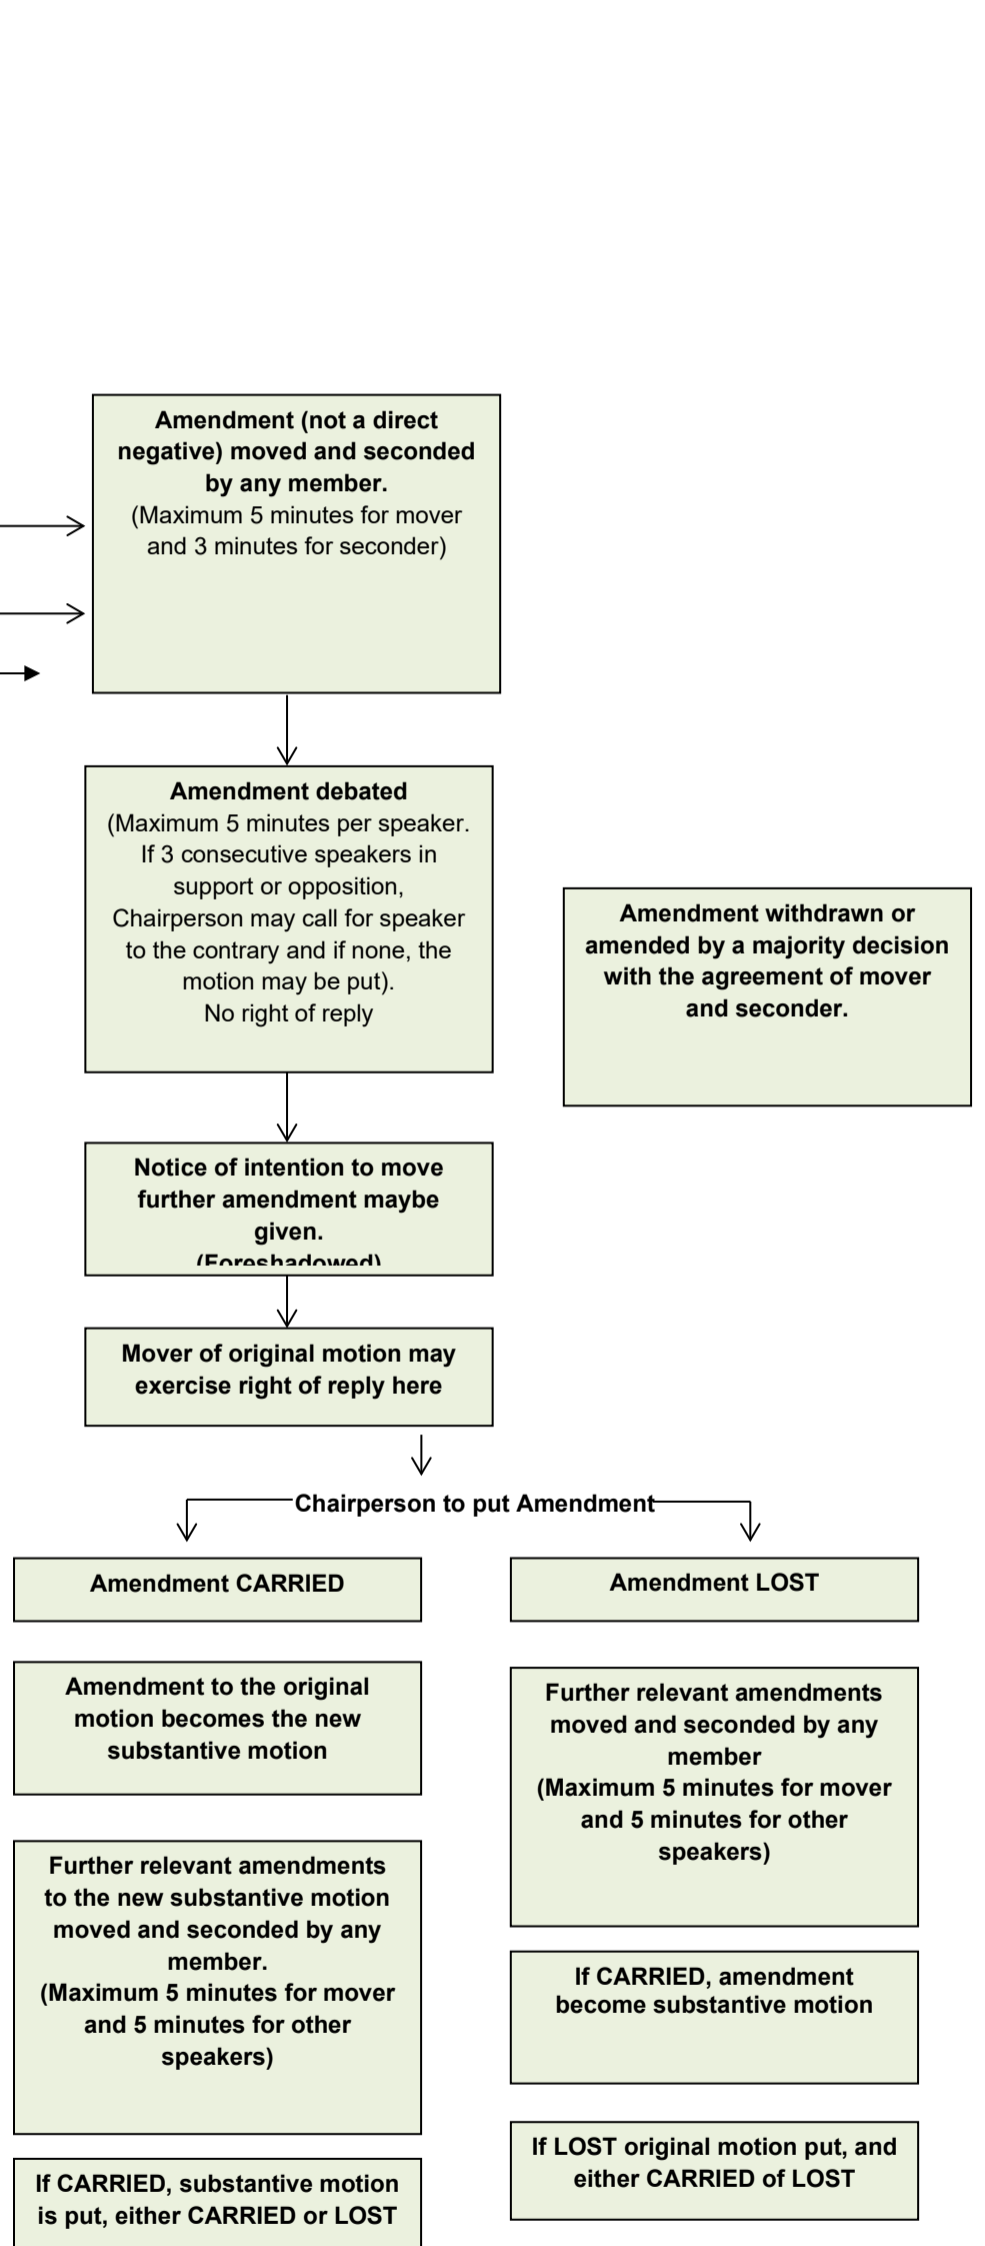 Amendment (not a direct
negative) moved and seconded
by any member.
(Maximum 5 minutes for mover
and 3 minutes for seconder)
Amendment debated
(Maximum 5 minutes per speaker.
If 3 consecutive speakers in
support or opposition,
Chairperson may call for speaker
to the contrary and if none, the
motion may be put).
No right of reply
Amendment withdrawn or
amended by a majority decision
with the agreement of mover
and seconder.
Notice of intention to move
further amendment maybe
given.
(Foreshadowed)
Mover of original motion may
exercise right of reply here
Chairperson to put Amendment
Amendment CARRIED
Amendment to the original
motion becomes the new
substantive motion
Further relevant amendments
to the new substantive motion
moved and seconded by any
member.
(Maximum 5 minutes for mover
and 5 minutes for other
speakers)
If CARRIED, substantive motion
is put, either CARRIED or LOST
Amendment LOST
Further relevant amendments
moved and seconded by any
member
(Maximum 5 minutes for mover
and 5 minutes for other
speakers)
If CARRIED, amendment
become substantive motion
If LOST original motion put, and
either CARRIED of LOST